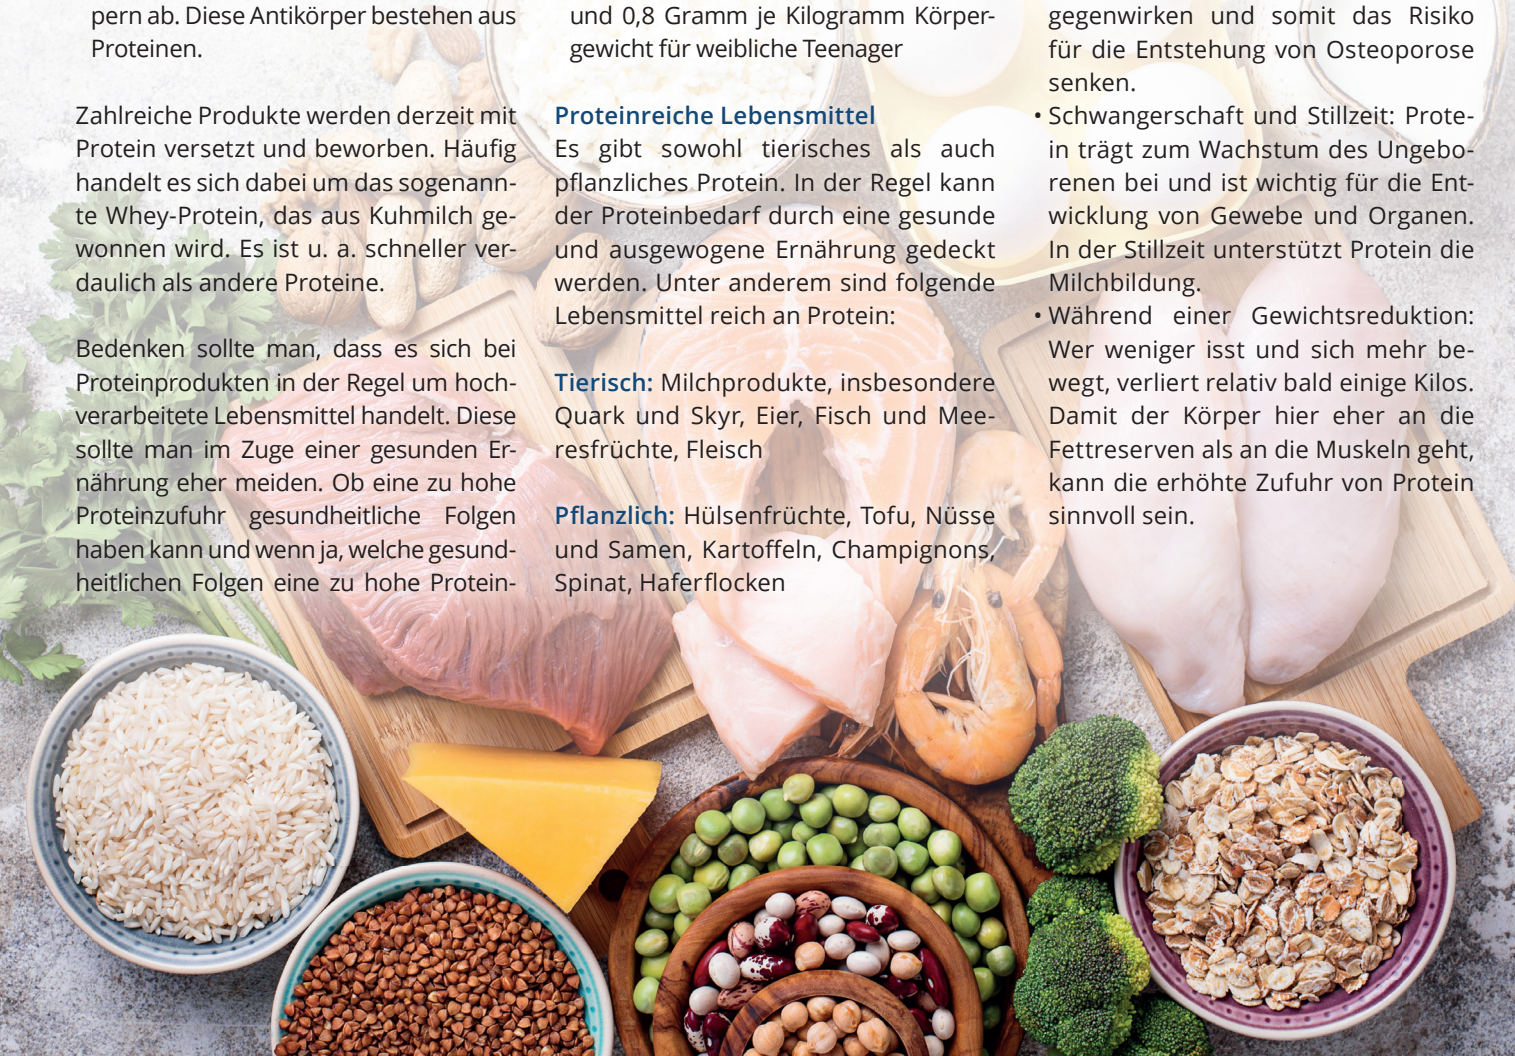 pern ab. Diese Antikörper bestehen aus
Proteinen.
Zahlreiche Produkte werden derzeit mit
Protein versetzt und beworben. Häufig
handelt es sich dabei um das sogenann-
te Whey-Protein, das aus Kuhmilch ge-
wonnen wird. Es ist u. a. schneller ver-
daulich als andere Proteine.
Bedenken sollte man, dass es sich bei
Proteinprodukten in der Regel um hoch-
verarbeitete Lebensmittel handelt. Diese
sollte man im Zuge einer gesunden Er-
nährung eher meiden. Ob eine zu hohe
Proteinzufuhr gesundheitliche Folgen
haben kann und wenn ja, welche gesund-
heitlichen Folgen eine zu hohe Protein-
und 0,8 Gramm je Kilogramm Körper-
gewicht für weibliche Teenager
Proteinreiche Lebensmittel
Es gibt sowohl tierisches als auch
pflanzliches Protein. In der Regel kann
der Proteinbedarf durch eine gesunde
und ausgewogene Ernährung gedeckt
werden. Unter anderem sind folgende
Lebensmittel reich an Protein:
Tierisch: Milchprodukte, insbesondere
Quark und Skyr, Eier, Fisch und Mee-
resfrüchte, Fleisch
Pflanzlich: Hülsenfrüchte, Tofu, Nüsse
und Samen, Kartoffeln, Champignons,
Spinat, Haferflocken
gegenwirken und somit das Risiko
für die Entstehung von Osteoporose
senken.
• Schwangerschaft und Stillzeit: Prote-
in trägt zum Wachstum des Ungebo-
renen bei und ist wichtig für die Ent-
wicklung von Gewebe und Organen.
In der Stillzeit unterstützt Protein die
Milchbildung.
• Während einer Gewichtsreduktion:
Wer weniger isst und sich mehr be-
wegt, verliert relativ bald einige Kilos.
Damit der Körper hier eher an die
Fettreserven als an die Muskeln geht,
kann die erhöhte Zufuhr von Protein
sinnvoll sein.